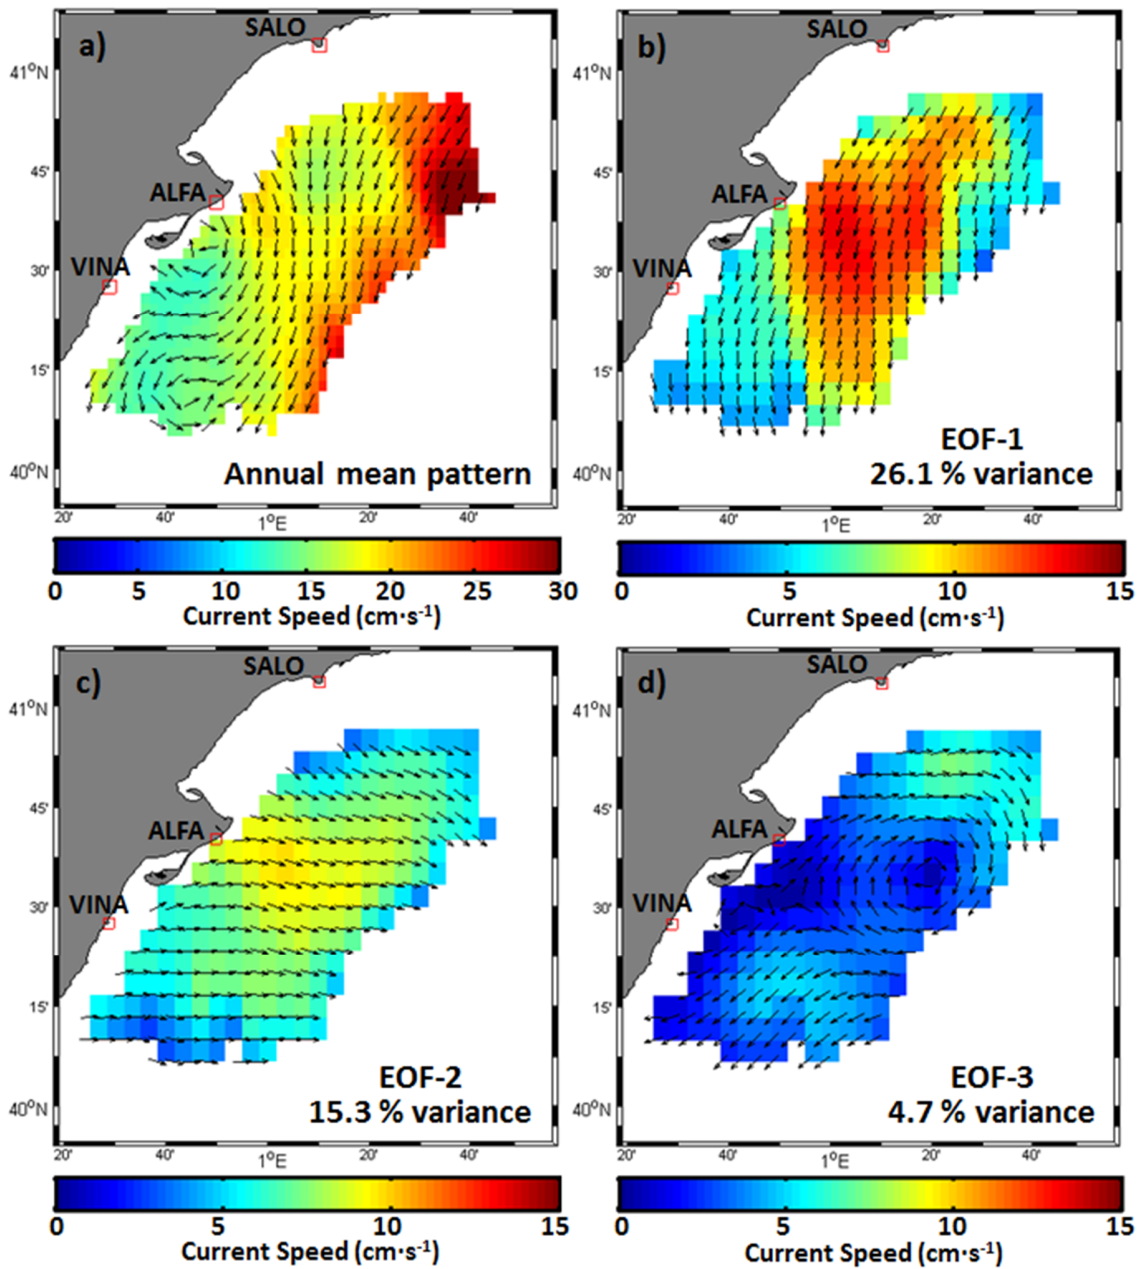 a)
SALO
41°N
45'
ALFA
30'
VINA
15'
40°N
Annual mean pattern
20'
40'
1°E
20'
40'
0
5
10
15
20
25
30
Current Speed (cm·s-1)
b)
SALO
41°N
45'
ALFA
30'
VINA
15'
40°N
EOF-1
26.1 % variance
20'
40'
1°E
20'
40'
0
5
10
15
Current Speed (cm·s-1)
c)
SALO
41°N
45'
ALFA
30'
VINA
15'
40°N
EOF-2
15.3 % variance
20'
40'
1°E
20'
40'
0
5
10
15
Current Speed (cm·s-1)
d)
SALO
41°N
45'
ALFA
30'
VINA
15'
40°N
EOF-3
4.7 % variance
20'
40'
1°E
20'
40'
0
5
10
15
Current Speed (cm·s-1)